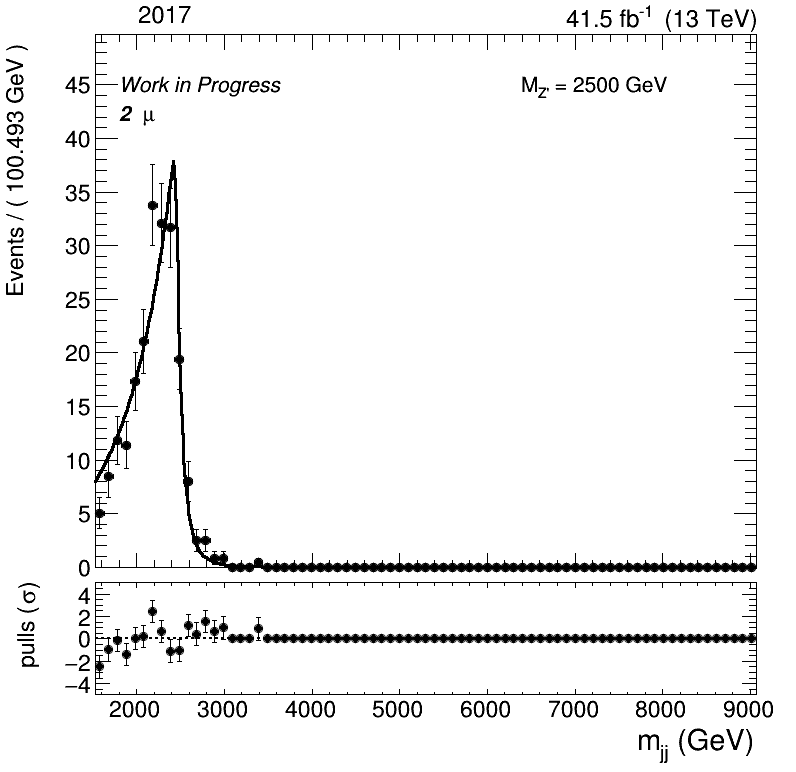 2017 41.5 fb⁻¹ (13 TeV)
Events / ( 100.493 GeV )
Work in Progress
M_Z' = 2500 GeV
2 μ
45
40
35
30
25
20
15
10
5
0
pulls (σ)
4
2
0
−2
−4
2000 3000 4000 5000 6000 7000 8000 9000
m_jj (GeV)